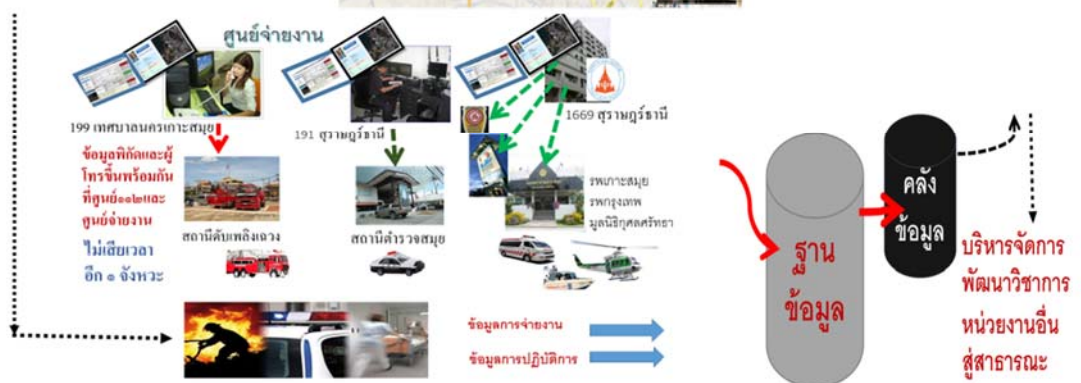 ศูนย์จ่ายงาน
199 เทศบาลนครเกาะสมุย
191 สุราษฎร์ธานี
1669 สุราษฎร์ธานี
ข้อมูลพิกัดและผู้
โทรขึ้นพร้อมกัน
ที่ศูนย์๑๑๒และ
ศูนย์จ่ายงาน
ไม่เสียเวลา
อีก ๑ จังหวะ
สถานีดับเพลิงเฉวง
สถานีตำรวจสมุย
รพเกาะสมุย
รพกรุงเทพ
มูลนิธิกุศลศรัทธา
ข้อมูลการจ่ายงาน
ข้อมูลการปฏิบัติการ
ฐาน
ข้อมูล
คลัง
ข้อมูล
บริหารจัดการ
พัฒนาวิชาการ
หน่วยงานอื่น
สู่สาธารณะ